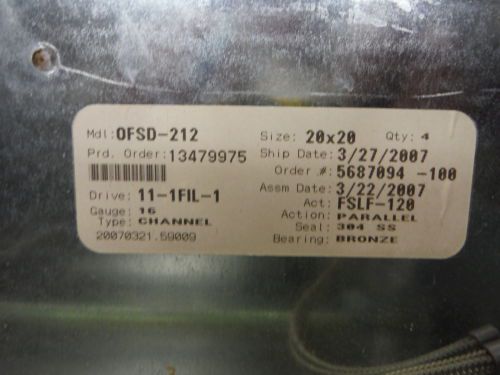 Mdl: OFSD-212 Size: 20x20 Qty: 4
Prd. Order: 13479975 Ship Date: 3/27/2007
Order #: 5687094 -100
Drive: 11-1FIL-1 Assm Date: 3/22/2007
Gauge: 16 Act: FSLF-120
Type: CHANNEL Action: PARALLEL
20070321.59009 Seal: 304 SS
Bearing: BRONZE